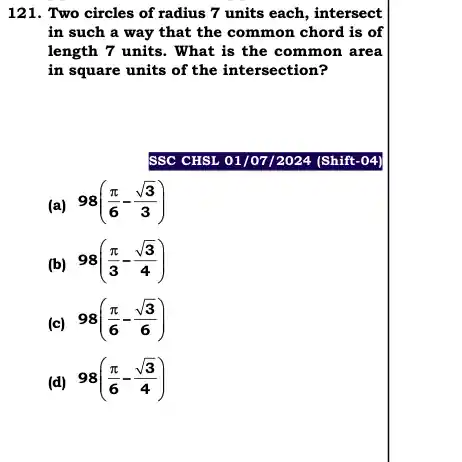 121. Two circles of radius 7 units each, intersect
in such a way that the common chord is of
length 7 units. What is the common area
in square units of the intersection?
SSC CHSL 01/07/2024 (Shift-04)
(a) 98(π/6 − √3/3)
(b) 98(π/3 − √3/4)
(c) 98(π/6 − √3/6)
(d) 98(π/6 − √3/4)